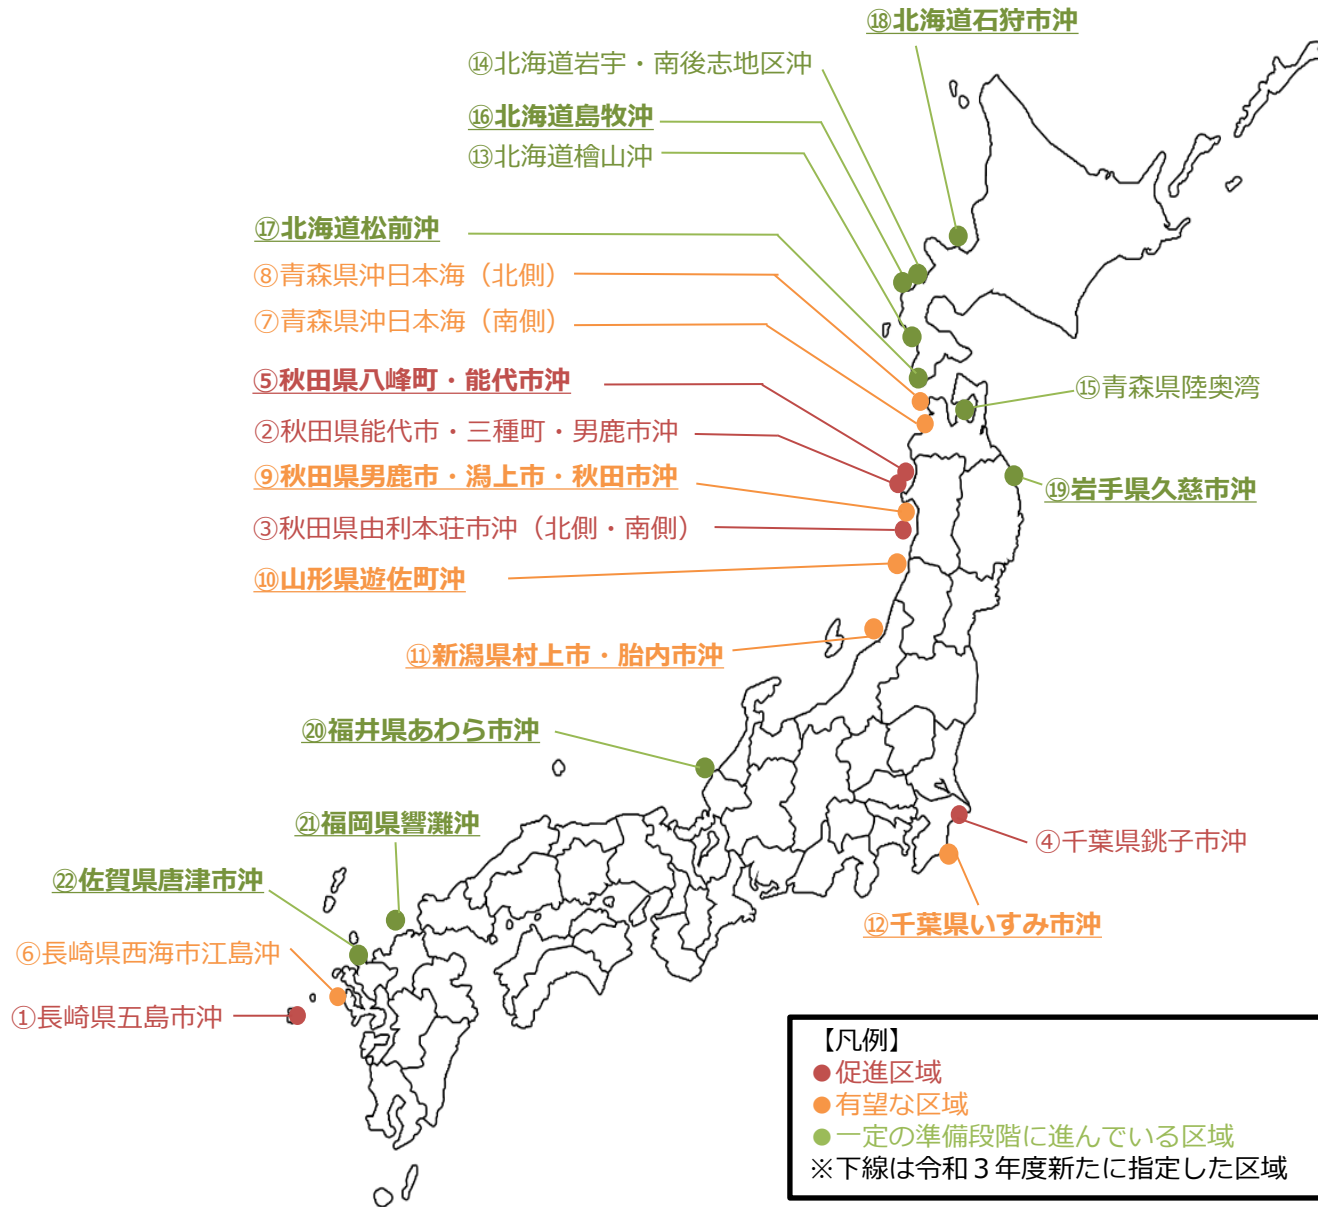 ⑱北海道石狩市沖
⑭北海道岩宇・南後志地区沖
⑯北海道島牧沖
⑬北海道檜山沖
⑰北海道松前沖
⑧青森県沖日本海（北側）
⑦青森県沖日本海（南側）
⑤秋田県八峰町・能代市沖
⑮青森県陸奥湾
②秋田県能代市・三種町・男鹿市沖
⑨秋田県男鹿市・潟上市・秋田市沖
⑲岩手県久慈市沖
③秋田県由利本荘市沖（北側・南側）
⑩山形県遊佐町沖
⑪新潟県村上市・胎内市沖
⑳福井県あわら市沖
㉑福岡県響灘沖
④千葉県銚子市沖
㉒佐賀県唐津市沖
⑫千葉県いすみ市沖
⑥長崎県西海市江島沖
①長崎県五島市沖
【凡例】
●促進区域
●有望な区域
●一定の準備段階に進んでいる区域
※下線は令和３年度新たに指定した区域